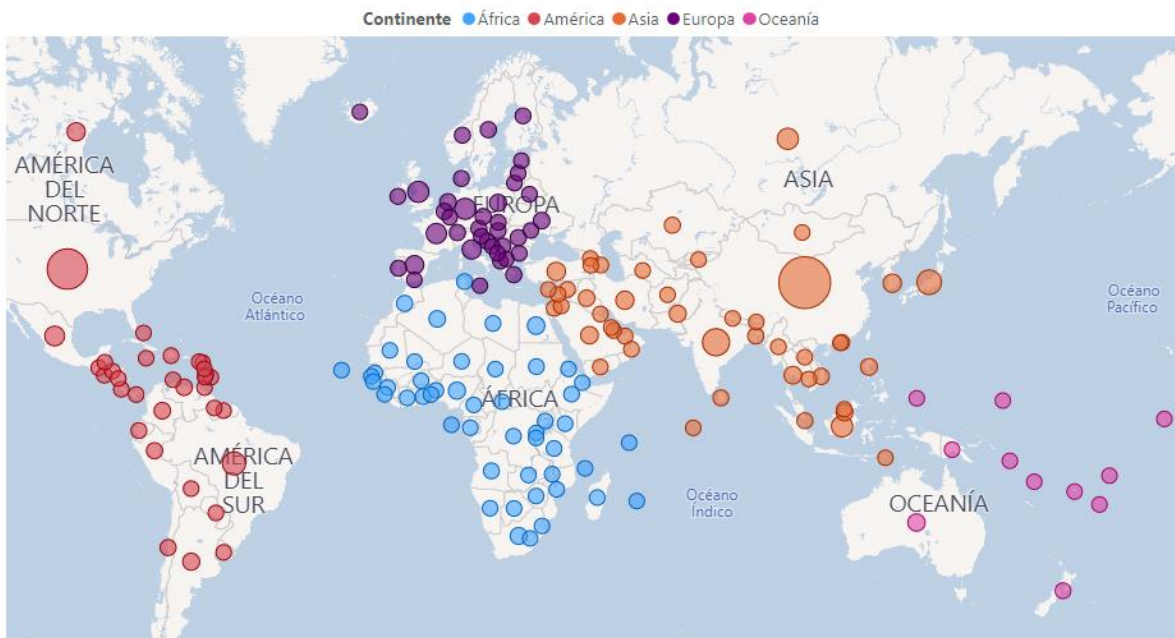 Continente África América Asia Europa Oceanía
AMÉRICA
DEL
NORTE
EUROPA
ASIA
Océano
Atlántico
Océano
Pacífico
ÁFRICA
AMÉRICA
DEL
SUR
Océano
Índico
OCEANÍA